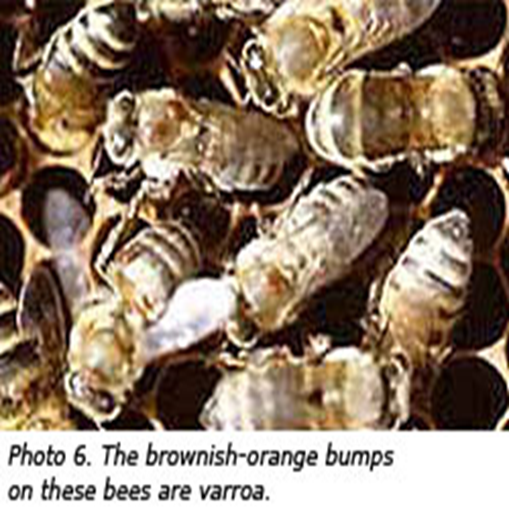 Photo 6. The brownish-orange bumps
on these bees are varroa.